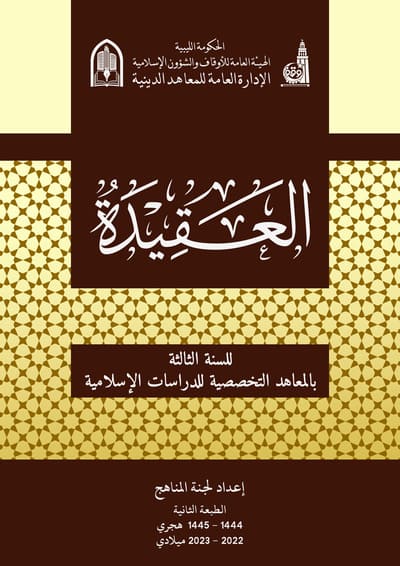 الحكومة الليبية
الهيئة العامة للأوقاف والشؤون الإسلامية
الإدارة العامة للمعاهد الدينية
العقيدة
للسنة الثالثة
بالمعاهد التخصصية للدراسات الإسلامية
إعداد لجنة المناهج
الطبعة الثانية
1444 - 1445 هجري
2022 - 2023 ميلادي